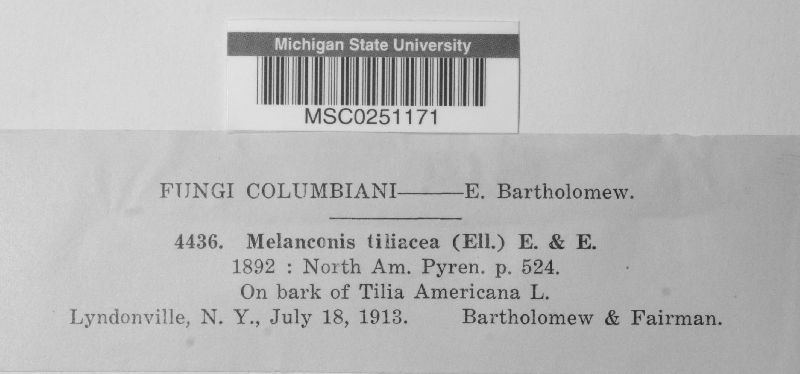 Michigan State University
MSC0251171
FUNGI COLUMBIANI——E. Bartholomew.
4436. Melanconis tiliacea (Ell.) E. & E.
1892 : North Am. Pyren. p. 524.
On bark of Tilia Americana L.
Lyndonville, N. Y., July 18, 1913. Bartholomew & Fairman.